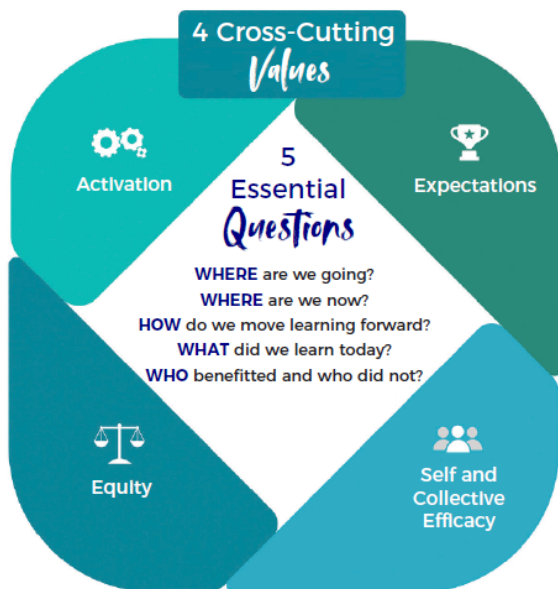 4 Cross-Cutting
Values
Activation
Expectations
5
Essential
Questions
WHERE are we going?
WHERE are we now?
HOW do we move learning forward?
WHAT did we learn today?
WHO benefitted and who did not?
Equity
Self and
Collective
Efficacy